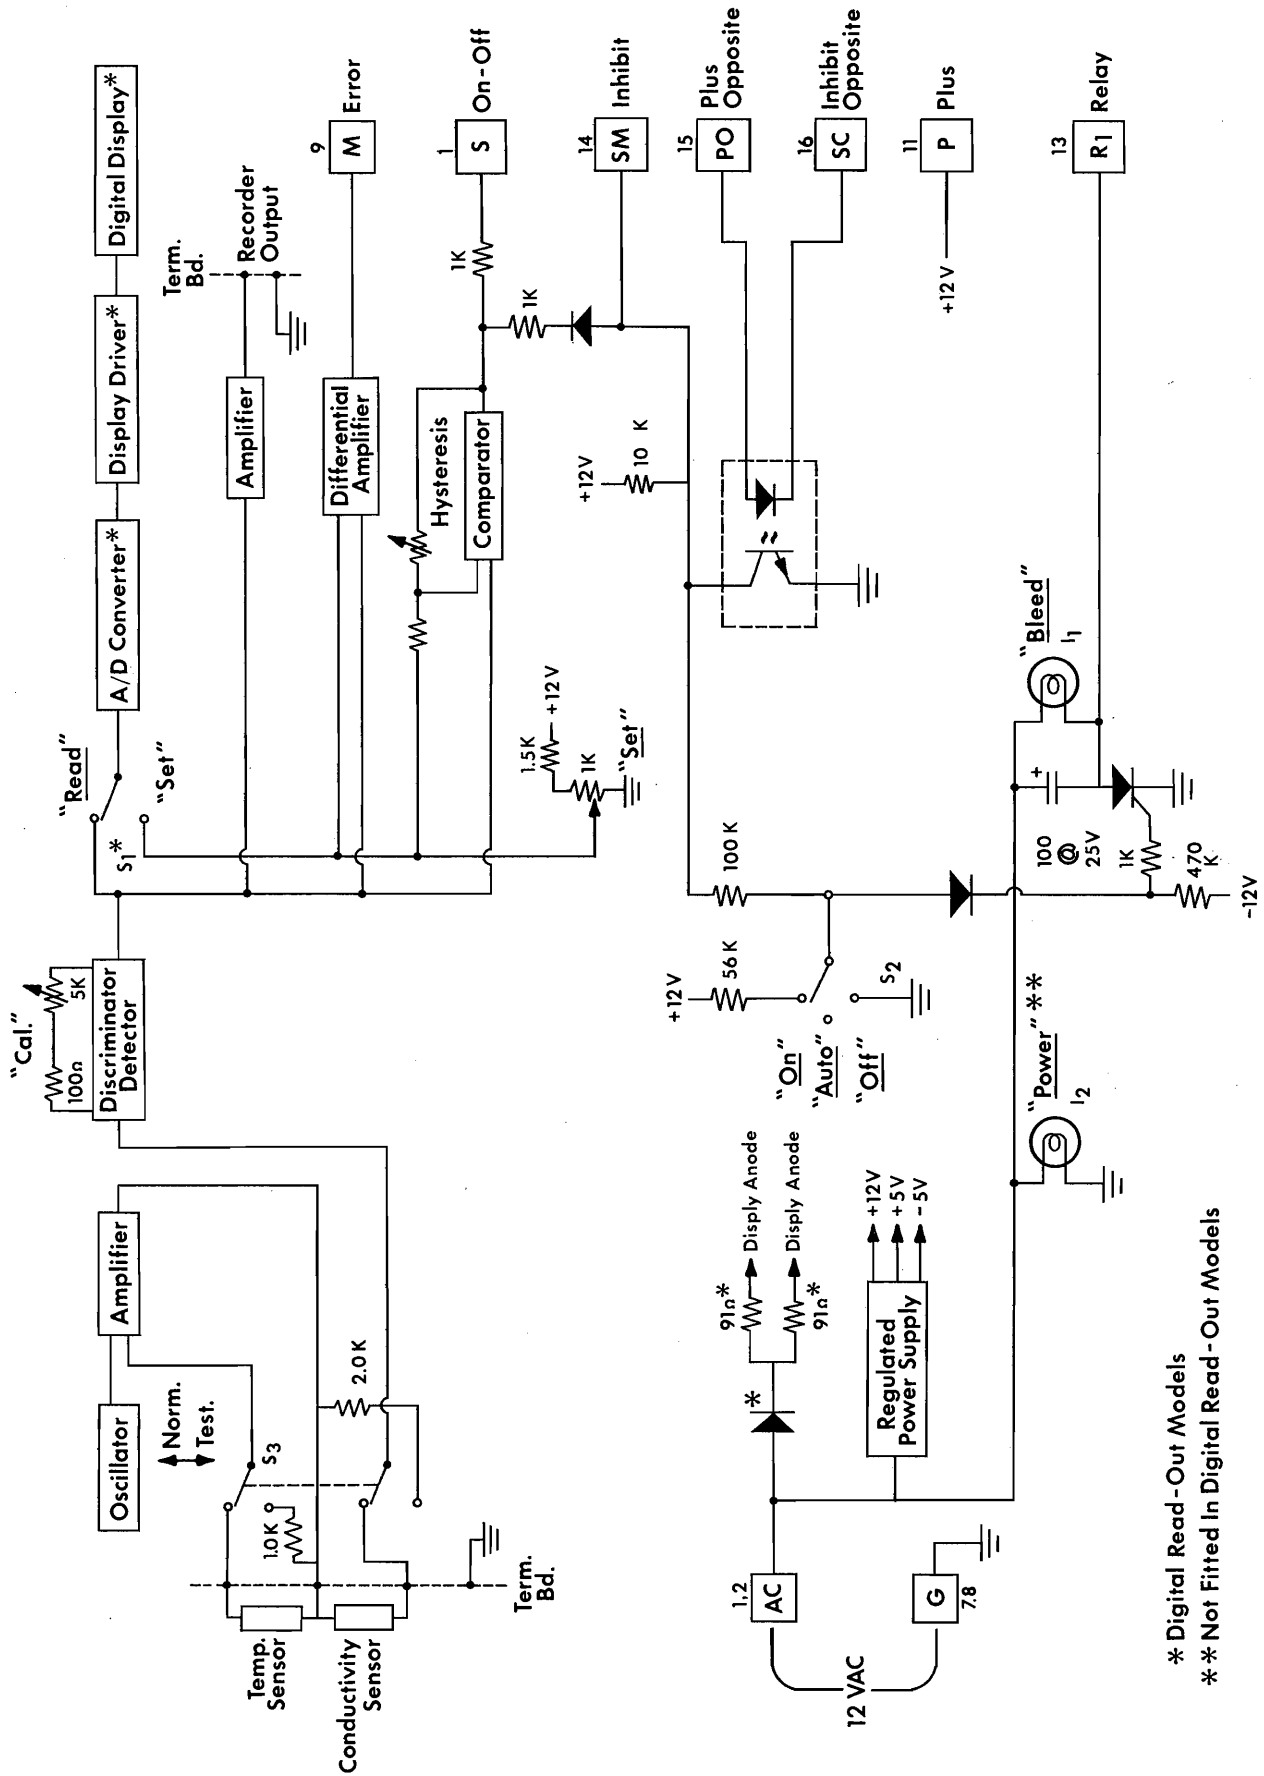 Oscillator
Amplifier
Norm.
Test.
S3
1.0K
2.0K
Temp.
Sensor
Conductivity
Sensor
Term.
Bd.
"Cal."
100Ω
5K
Discriminator
Detector
"Read"
"Set"
S1*
A/D Converter*
Display Driver*
Digital Display*
Amplifier
Term.
Bd.
Recorder
Output
Differential
Amplifier
9
M
Error
Hysteresis
Comparator
1K
1
S
On-Off
1K
14
SM
Inhibit
1.5K
+12V
1K
"Set"
+12V
10 K
15
PO
Plus
Opposite
16
SC
Inhibit
Opposite
+12V
11
P
Plus
13
R1
Relay
100K
+12V
56K
S2
"On"
"Auto"
"Off"
"Bleed"
I1
+
100
@
25V
1K
470
K
-12V
"Power"**
I2
91Ω*
Disply Anode
91Ω*
Disply Anode
*
Regulated
Power Supply
+12V
+5V
-5V
1,2
AC
G
7.8
12 VAC
* Digital Read-Out Models
** Not Fitted In Digital Read-Out Models